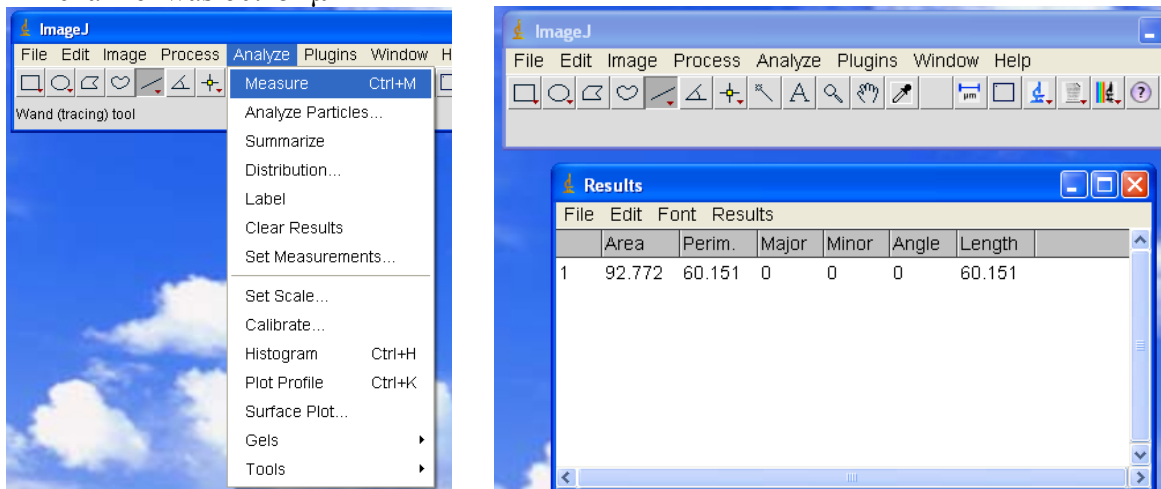 ImageJ
File Edit Image Process Analyze Plugins Window H
Wand (tracing) tool
Measure Ctrl+M
Analyze Particles...
Summarize
Distribution...
Label
Clear Results
Set Measurements...
Set Scale...
Calibrate...
Histogram Ctrl+H
Plot Profile Ctrl+K
Surface Plot...
Gels
Tools
ImageJ
File Edit Image Process Analyze Plugins Window Help
A µm ?
Results
File Edit Font Results
Area Perim. Major Minor Angle Length
1 92.772 60.151 0 0 0 60.151